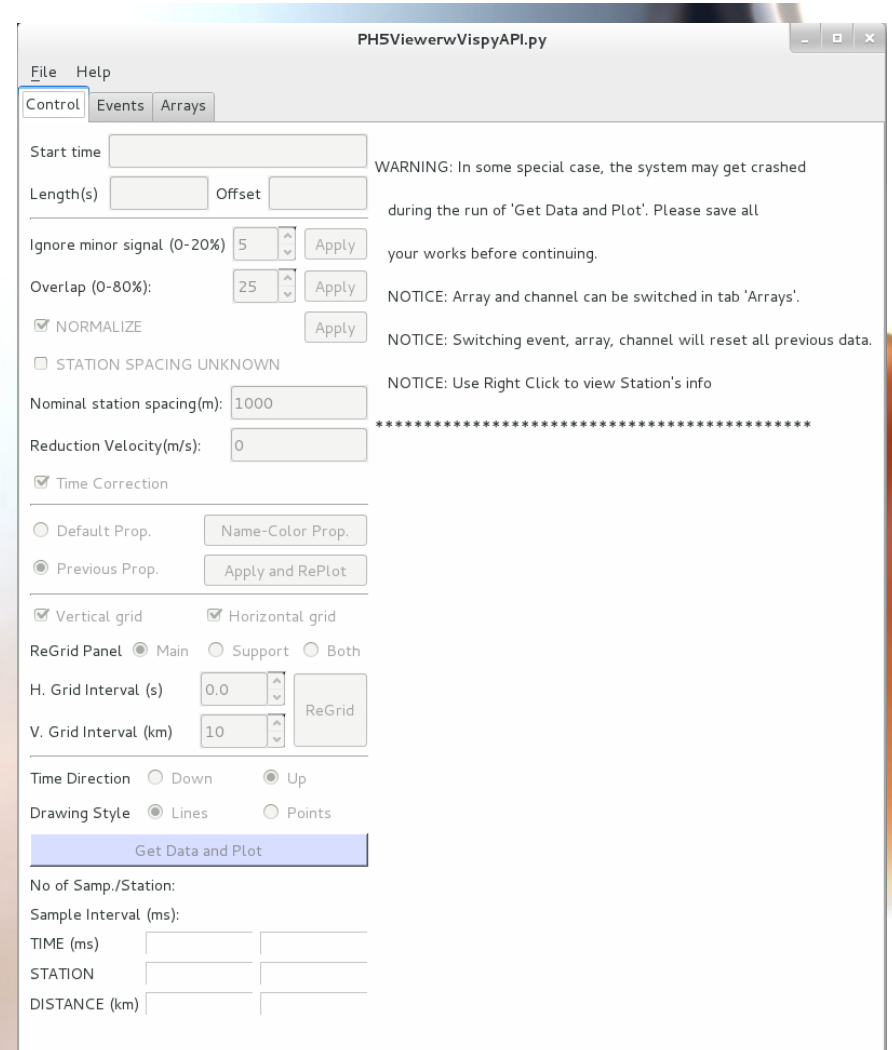 PH5ViewerwVispyAPI.py
File Help
Control Events Arrays
Start time
Length(s) Offset
Ignore minor signal (0-20%) 5 Apply
Overlap (0-80%): 25 Apply
NORMALIZE Apply
STATION SPACING UNKNOWN
Nominal station spacing(m): 1000
Reduction Velocity(m/s): 0
Time Correction
Default Prop. Name-Color Prop.
Previous Prop. Apply and RePlot
Vertical grid Horizontal grid
ReGrid Panel Main Support Both
H. Grid Interval (s) 0.0
ReGrid
V. Grid Interval (km) 10
Time Direction Down Up
Drawing Style Lines Points
Get Data and Plot
No of Samp./Station:
Sample Interval (ms):
TIME (ms)
STATION
DISTANCE (km)
WARNING: In some special case, the system may get crashed
during the run of 'Get Data and Plot'. Please save all
your works before continuing.
NOTICE: Array and channel can be switched in tab 'Arrays'.
NOTICE: Switching event, array, channel will reset all previous data.
NOTICE: Use Right Click to view Station's info
*********************************************